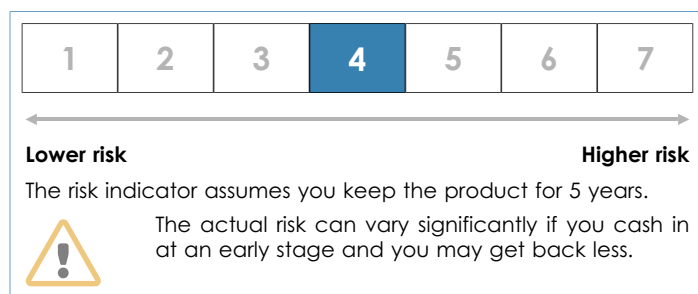 1 2 3 4 5 6 7
Lower risk Higher risk
The risk indicator assumes you keep the product for 5 years.
The actual risk can vary significantly if you cash in
at an early stage and you may get back less.